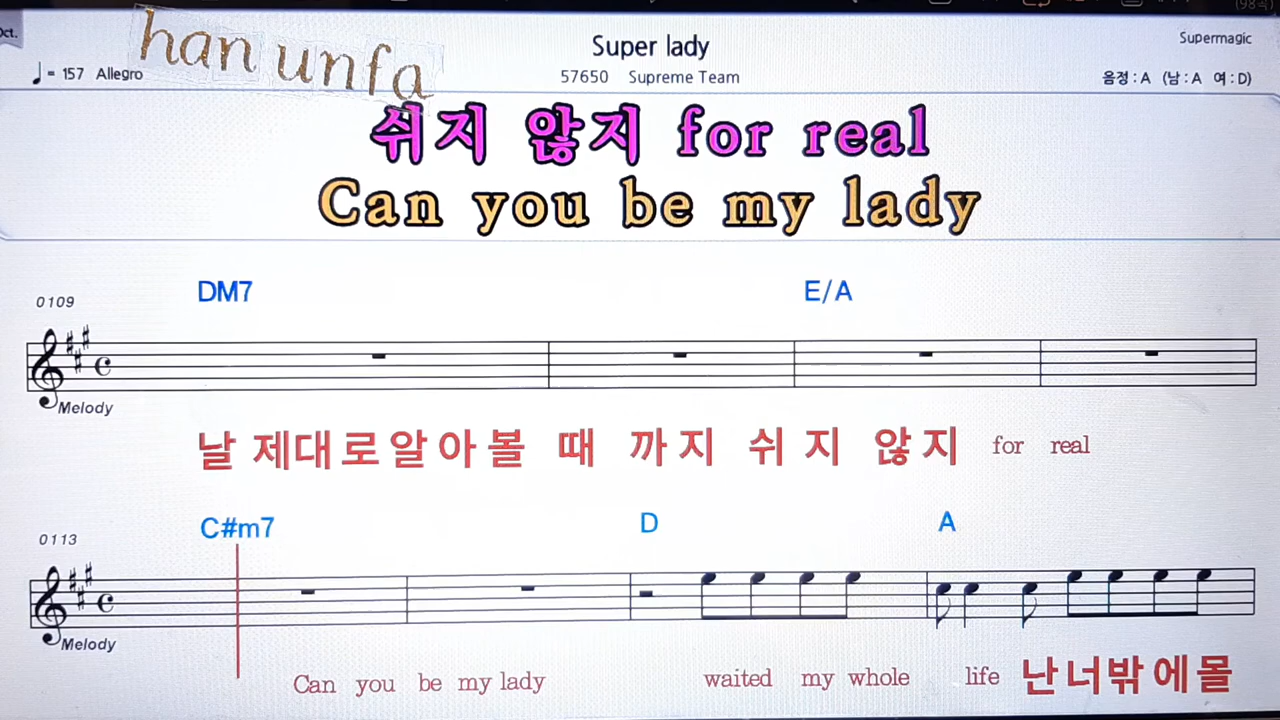 (98곡)
Oct.
han unfa
Super lady
Supermagic
= 157 Allegro
57650 Supreme Team
음정 : A (남 : A 여 : D)
쉬지 않지 for real
Can you be my lady
0109
DM7 E/A
Melody
날 제대로알아볼 때 까지 쉬지 않지 for real
0113
C#m7 D A
Melody
Can you be my lady waited my whole life 난너밖에몰